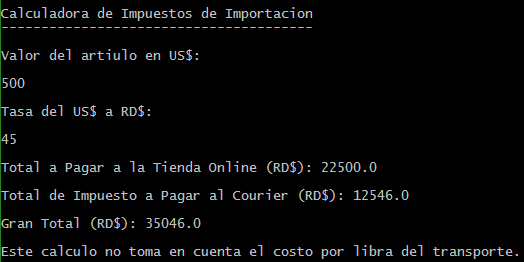 Calculadora de Impuestos de Importacion
---------------------------------------
Valor del artiulo en US$:
500
Tasa del US$ a RD$:
45
Total a Pagar a la Tienda Online (RD$): 22500.0
Total de Impuesto a Pagar al Courier (RD$): 12546.0
Gran Total (RD$): 35046.0
Este calculo no toma en cuenta el costo por libra del transporte.